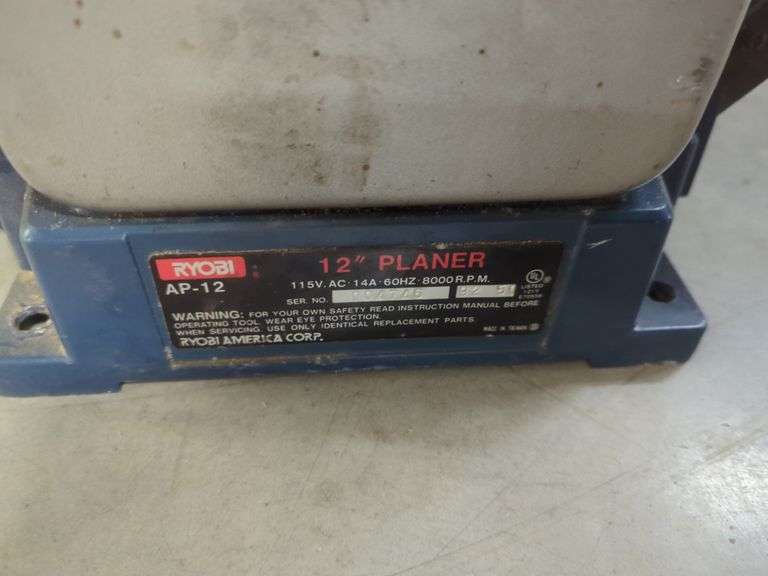 RYOBI
12" PLANER
AP-12
115V. AC · 14A · 60HZ · 8000 R.P.M.
SER. NO.
LISTED
WARNING: FOR YOUR OWN SAFETY READ INSTRUCTION MANUAL BEFORE
OPERATING TOOL. WEAR EYE PROTECTION.
WHEN SERVICING, USE ONLY IDENTICAL REPLACEMENT PARTS.
RYOBI AMERICA CORP.
MADE IN TAIWAN